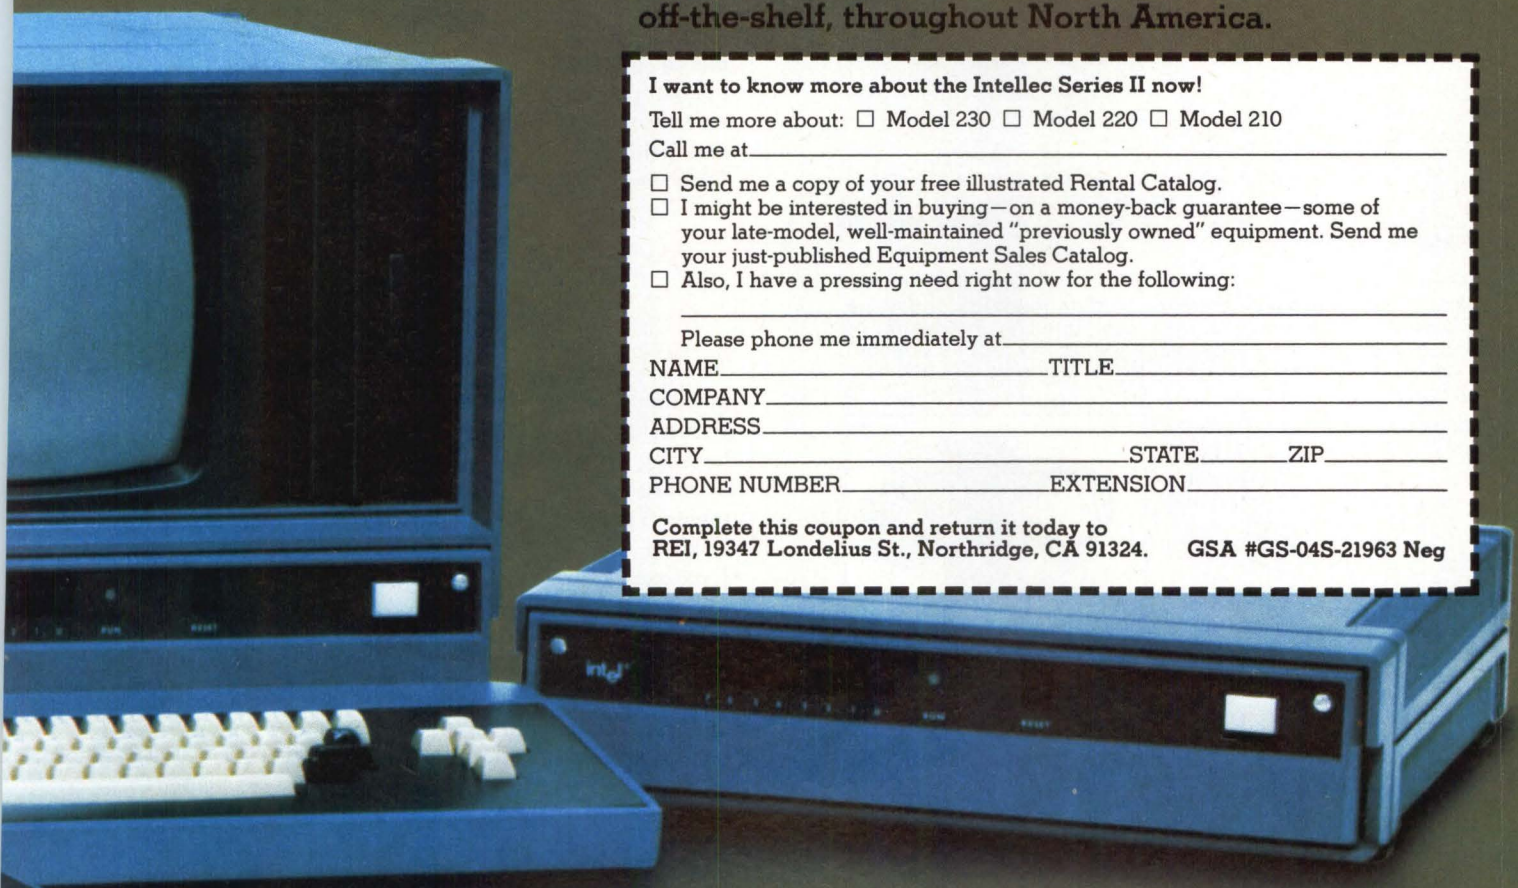 off-the-shelf, throughout North America.
I want to know more about the Intellec Series II now!
Tell me more about: ☐ Model 230 ☐ Model 220 ☐ Model 210
Call me at
☐ Send me a copy of your free illustrated Rental Catalog.
☐ I might be interested in buying—on a money-back guarantee—some of
your late-model, well-maintained "previously owned" equipment. Send me
your just-published Equipment Sales Catalog.
☐ Also, I have a pressing need right now for the following:
Please phone me immediately at
NAME TITLE
COMPANY
ADDRESS
CITY STATE ZIP
PHONE NUMBER EXTENSION
Complete this coupon and return it today to
REI, 19347 Londelius St., Northridge, CA 91324. GSA #GS-04S-21963 Neg
RUN RESET
intel
RUN RESET